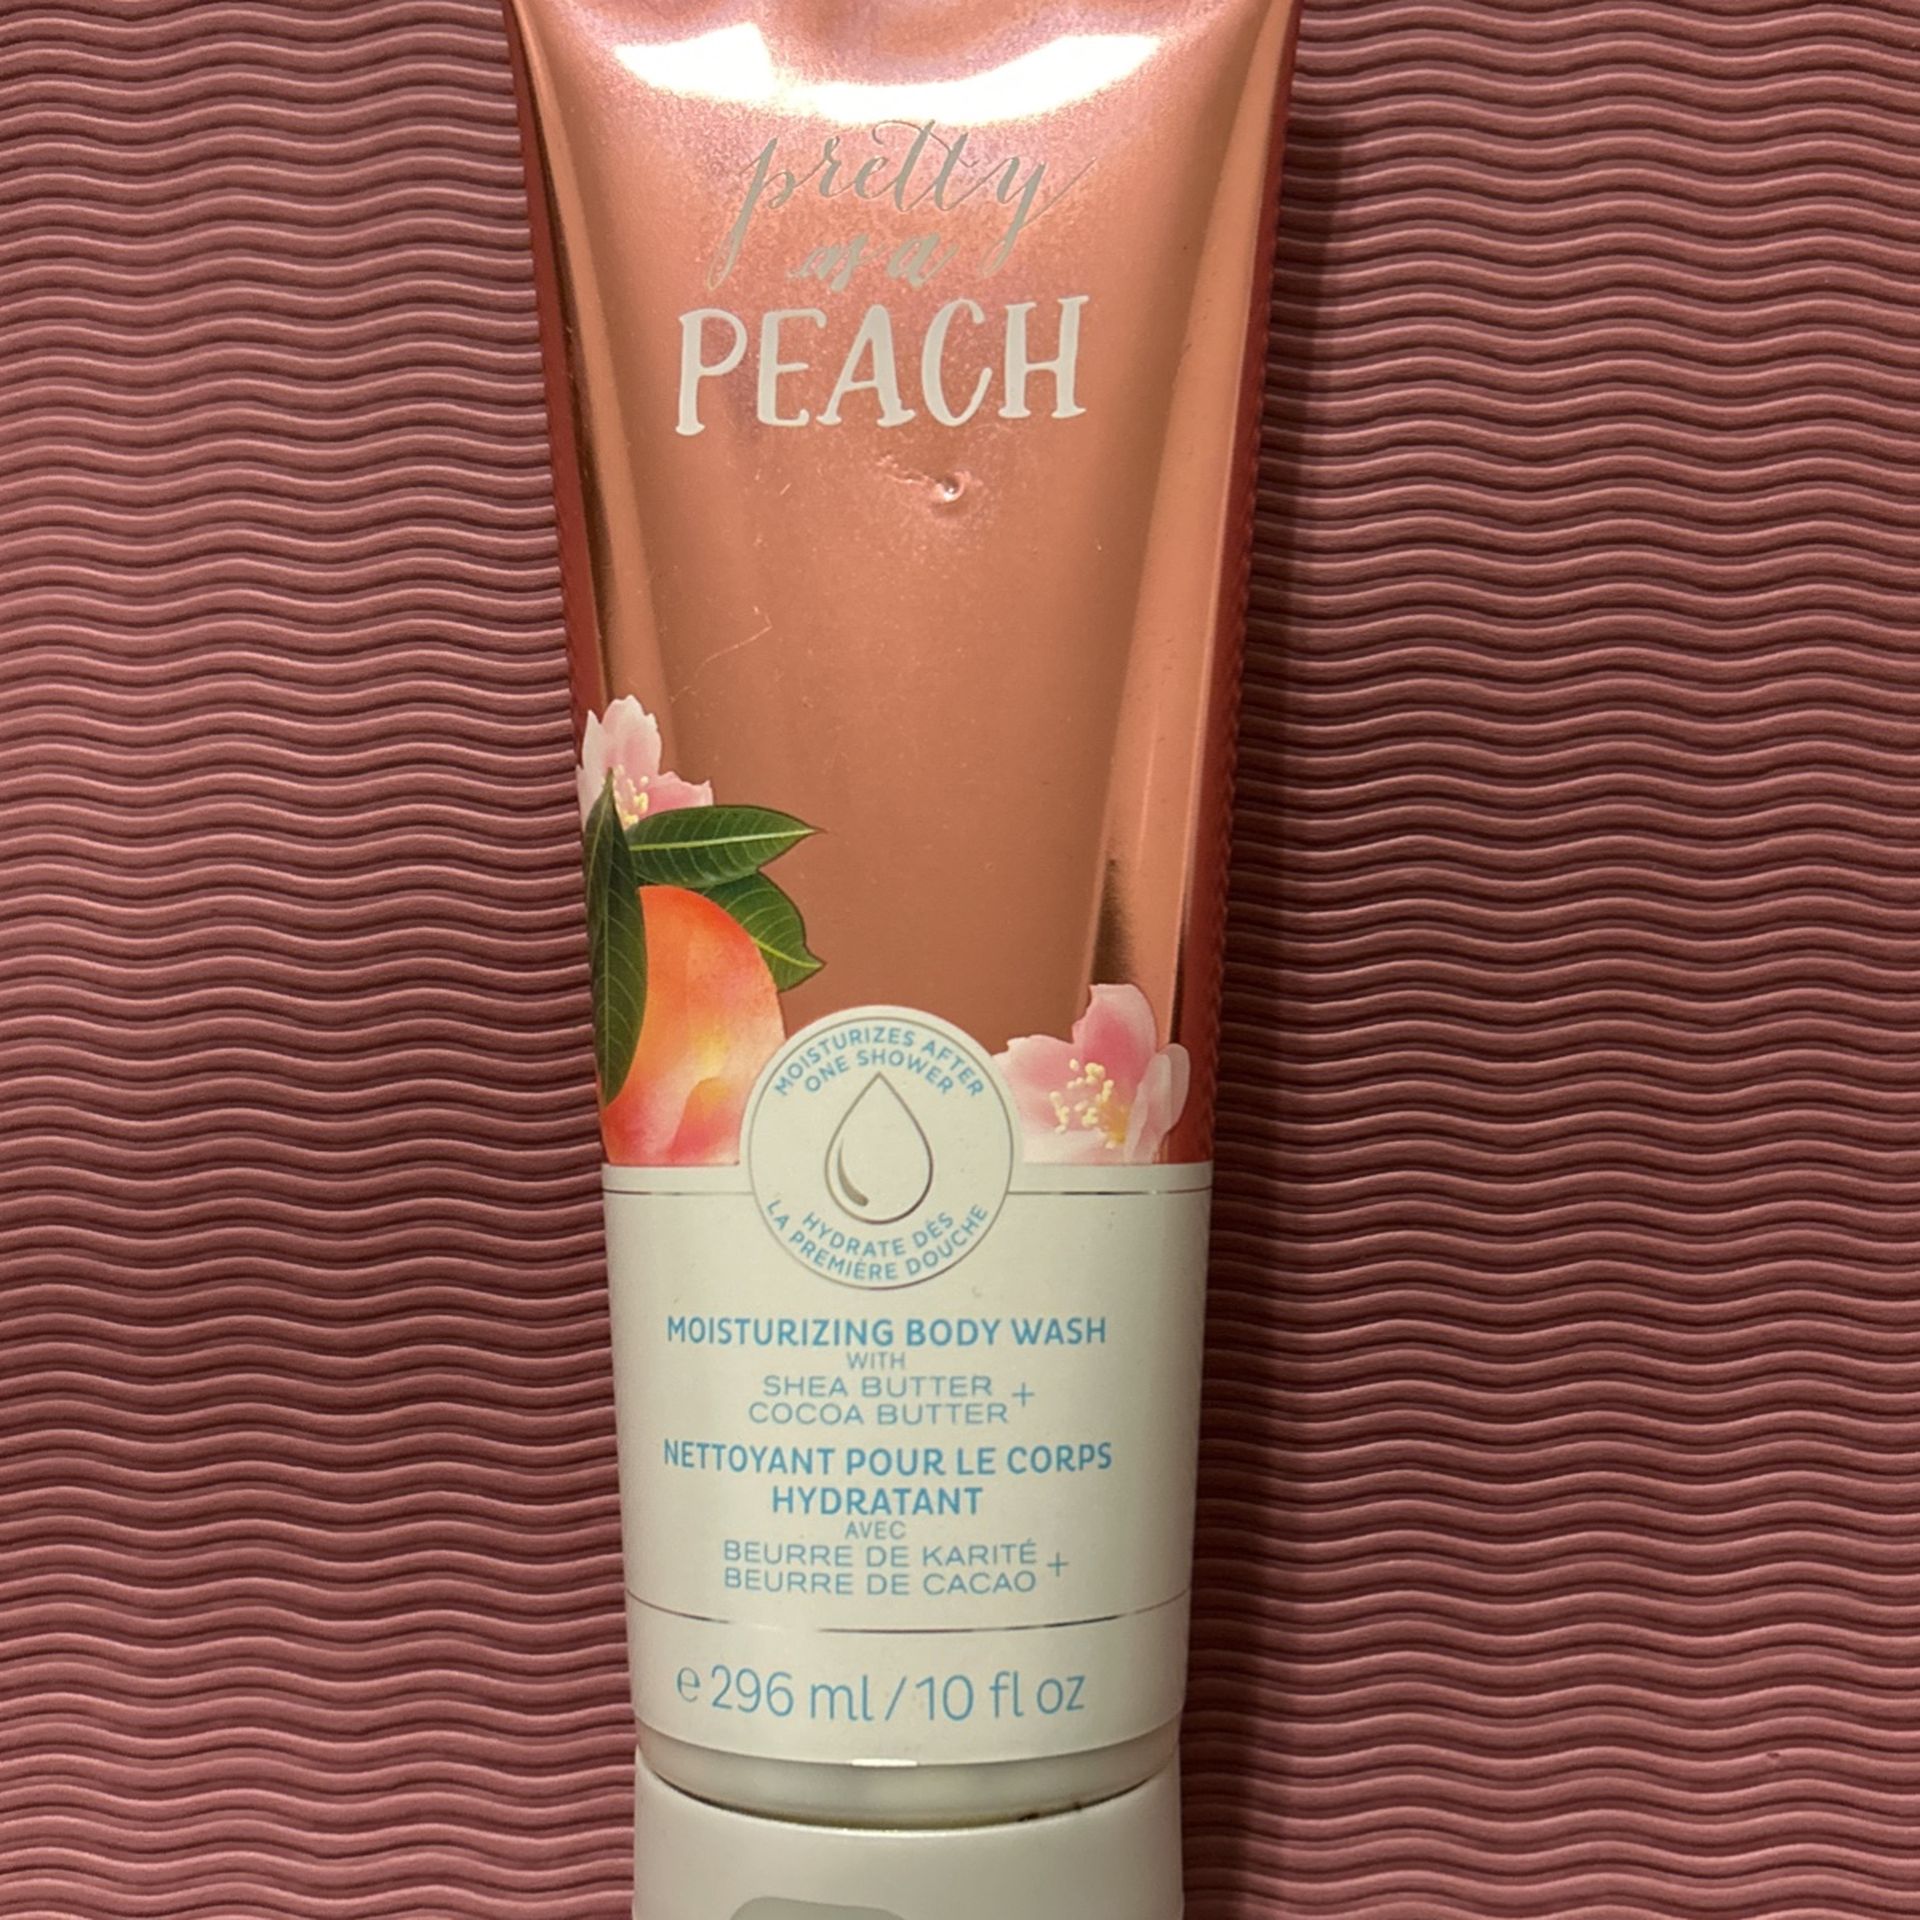 pretty
as a
PEACH
MOISTURIZES AFTER
ONE SHOWER
HYDRATE DÈS
LA PREMIÈRE DOUCHE
MOISTURIZING BODY WASH
WITH
SHEA BUTTER +
COCOA BUTTER
NETTOYANT POUR LE CORPS
HYDRATANT
AVEC
BEURRE DE KARITÉ +
BEURRE DE CACAO
℮ 296 ml / 10 fl oz